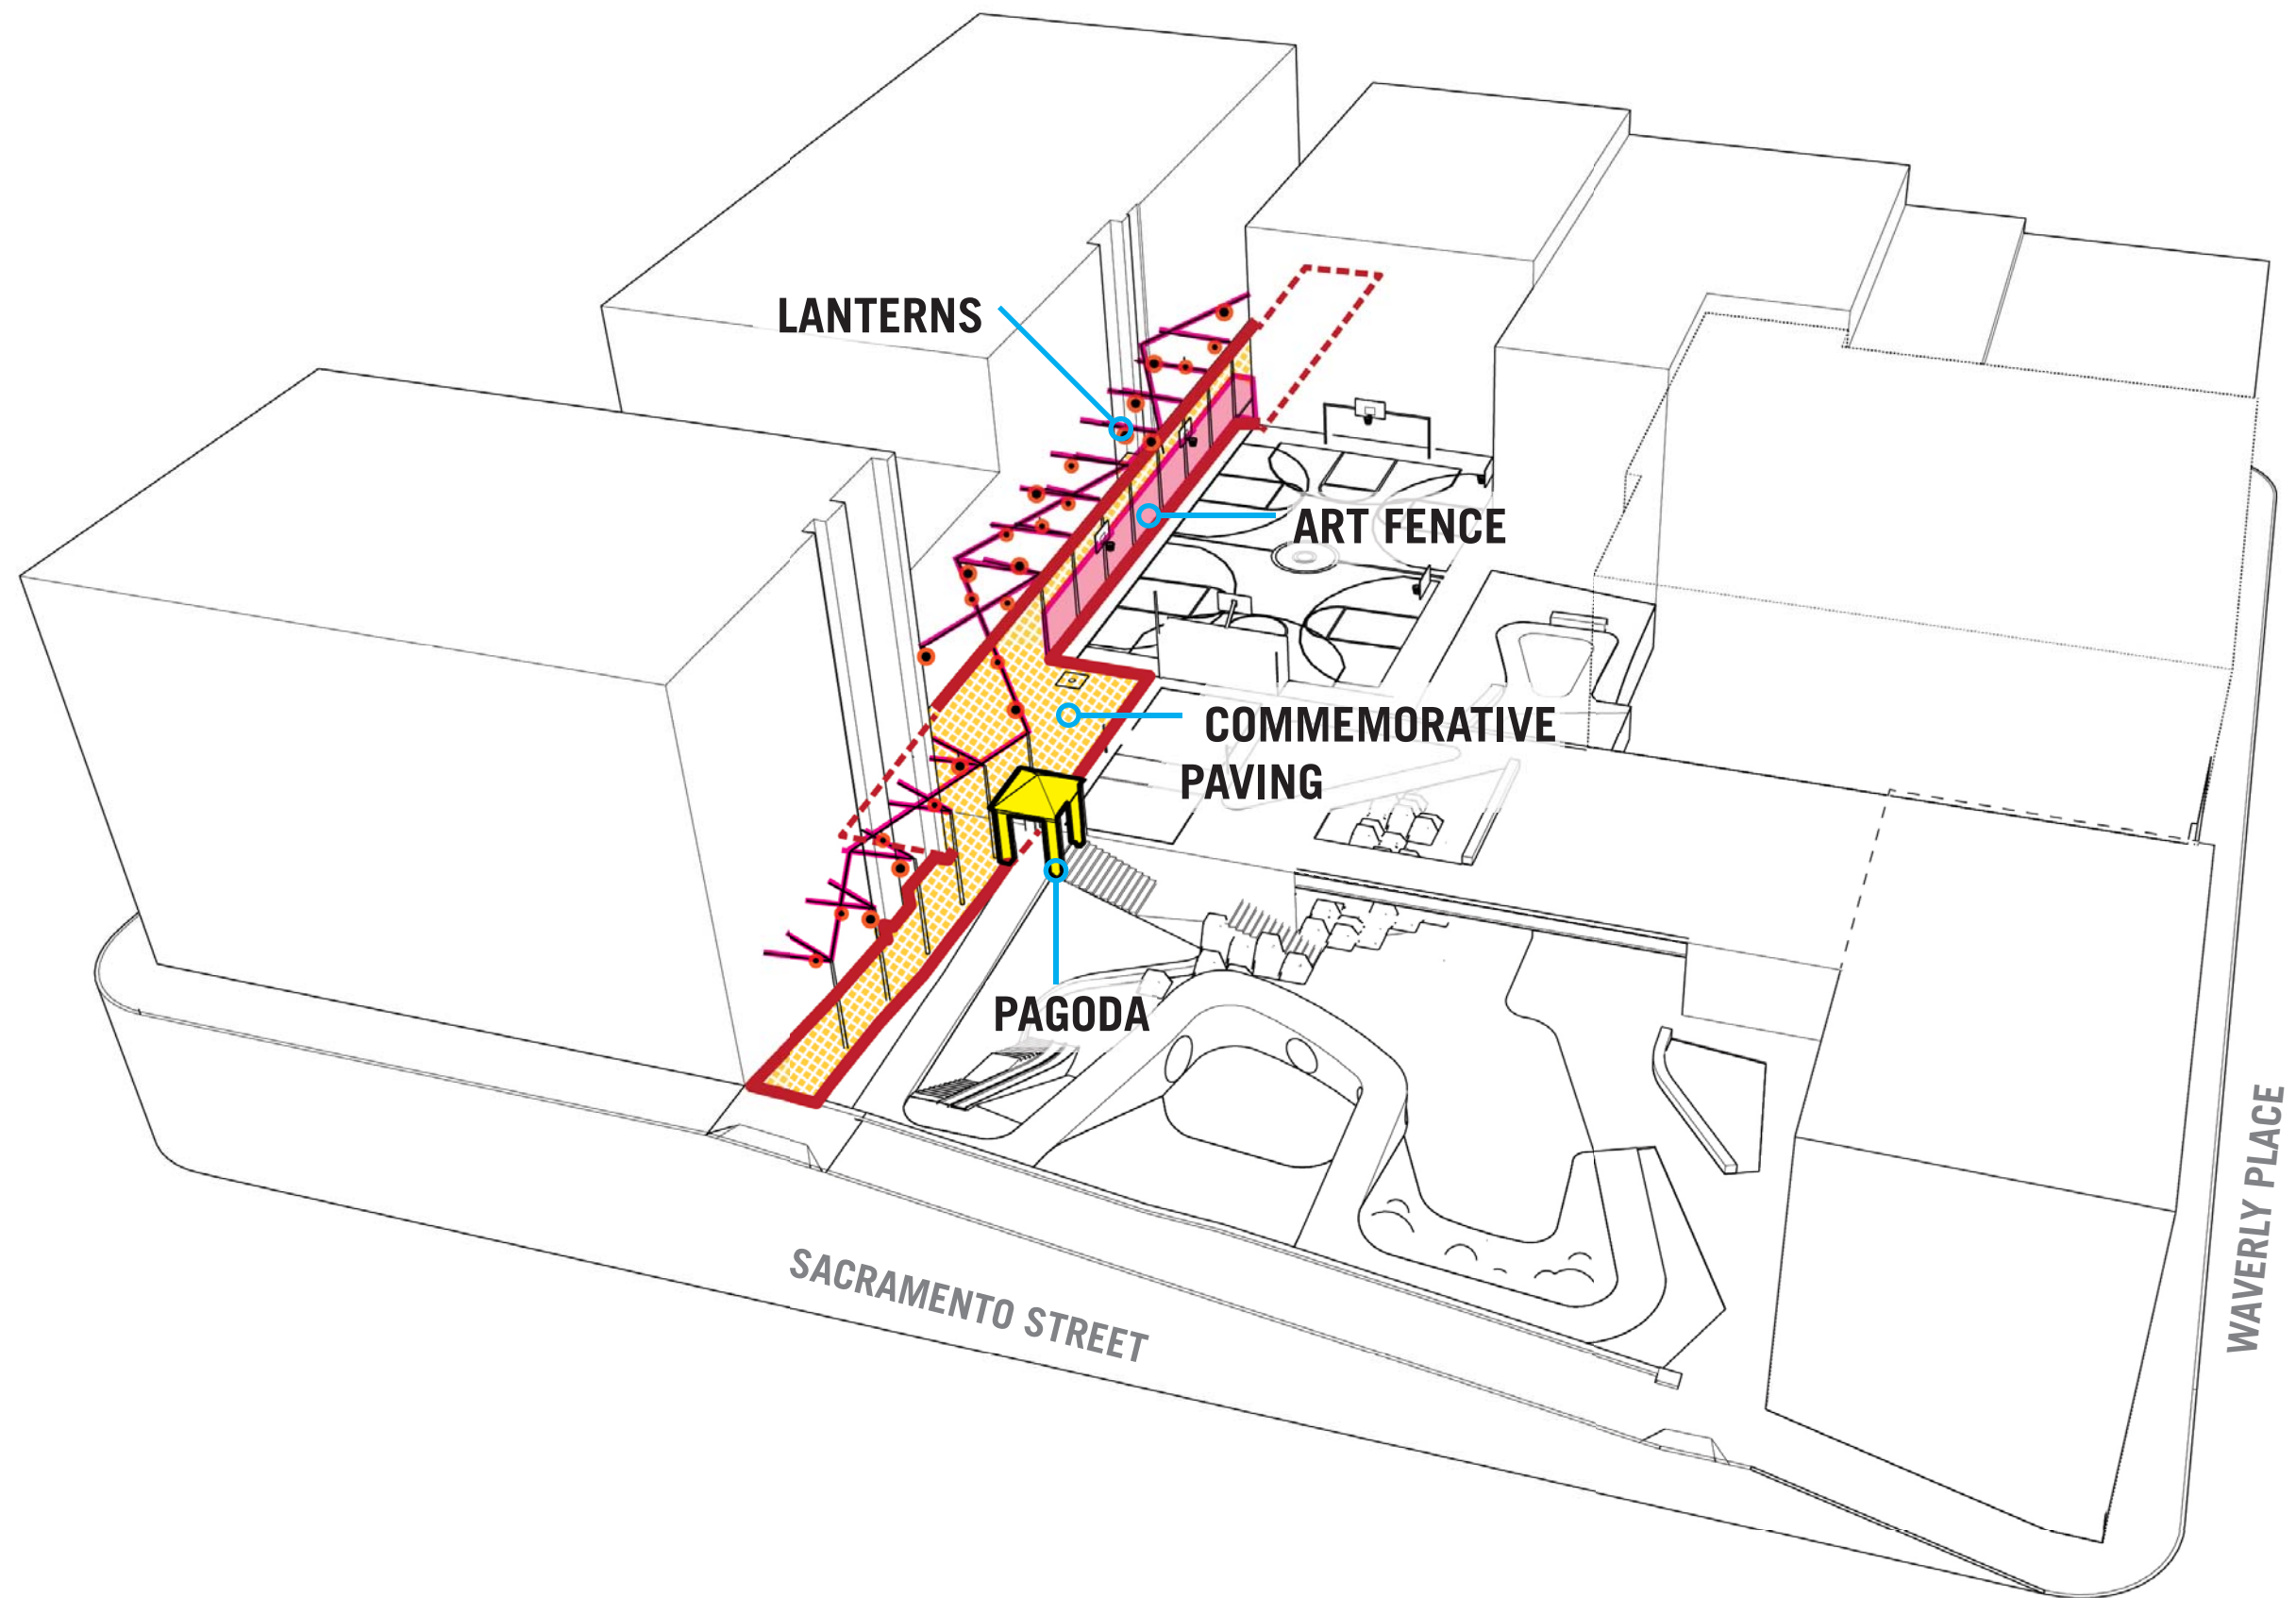 LANTERNS
ART FENCE
COMMEMORATIVE
PAVING
PAGODA
SACRAMENTO STREET
WAVERLY PLACE